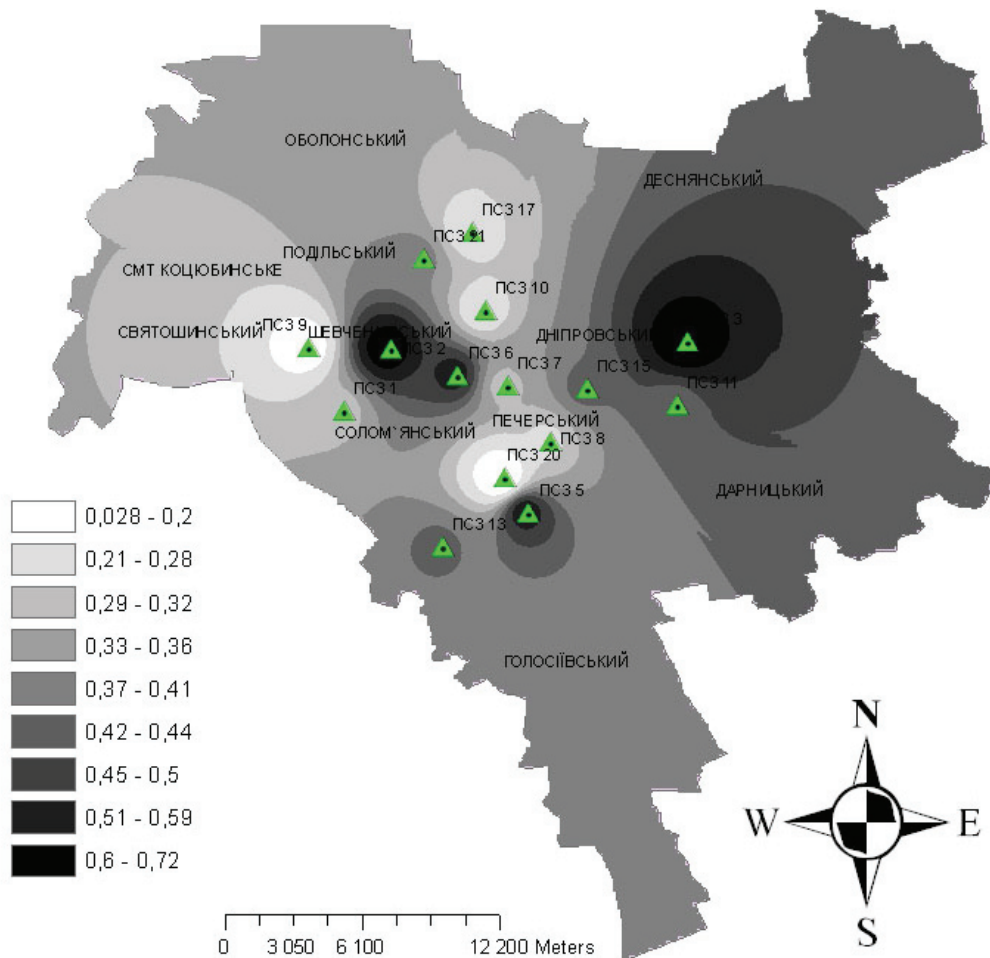 ОБОЛОНСЬКИЙ
ДЕСНЯНСЬКИЙ
ПСЗ 17
ПСЗ 21
ПОДІЛЬСЬКИЙ
СМТ КОЦЮБИНСЬКЕ
ПСЗ 10
СВЯТОШИНСЬКИЙ
ПСЗ 9
ШЕВЧЕНКІВСЬКИЙ
ДНІПРОВСЬКИЙ
3
ПСЗ 2
ПСЗ 6
ПСЗ 7
ПСЗ 15
ПСЗ 11
ПСЗ 1
СОЛОМ`ЯНСЬКИЙ
ПЕЧЕРСЬКИЙ
ПСЗ 8
ПСЗ 20
ПСЗ 5
ДАРНИЦЬКИЙ
ПСЗ 13
ГОЛОСІЇВСЬКИЙ
0,028 - 0,2
0,21 - 0,28
0,29 - 0,32
0,33 - 0,36
0,37 - 0,41
0,42 - 0,44
0,45 - 0,5
0,51 - 0,59
0,6 - 0,72
N
W E
S
0 3 050 6 100 12 200 Meters